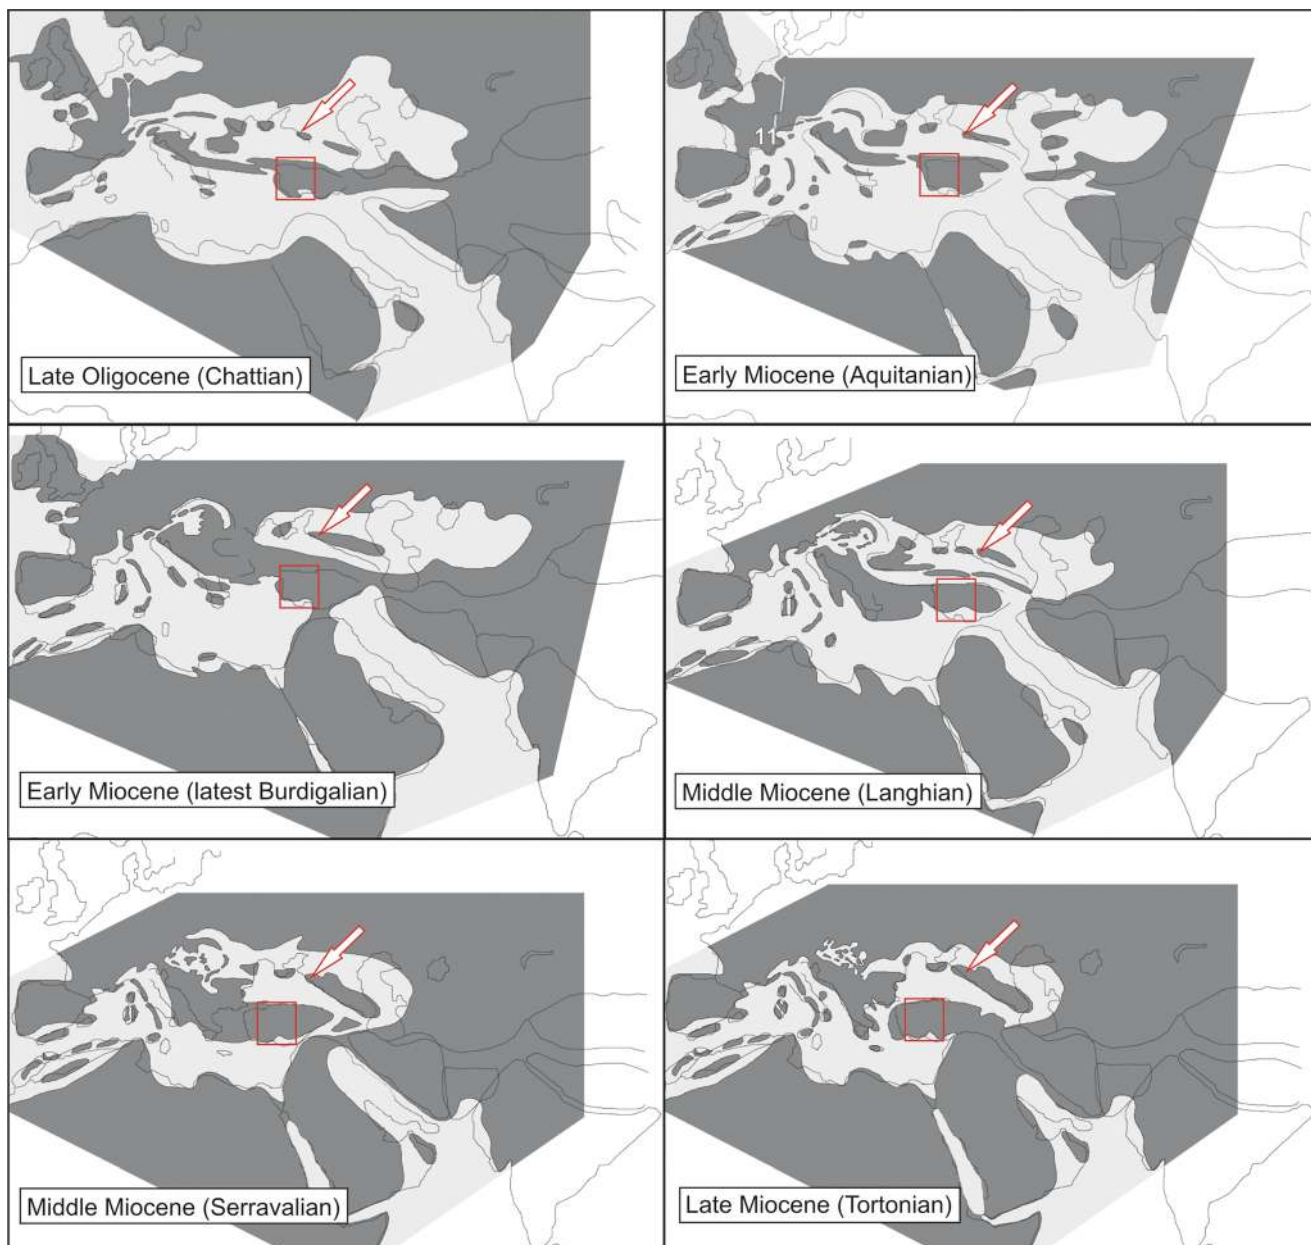 Late Oligocene (Chattian)
11
Early Miocene (Aquitanian)
Early Miocene (latest Burdigalian)
Middle Miocene (Langhian)
Middle Miocene (Serravalian)
Late Miocene (Tortonian)